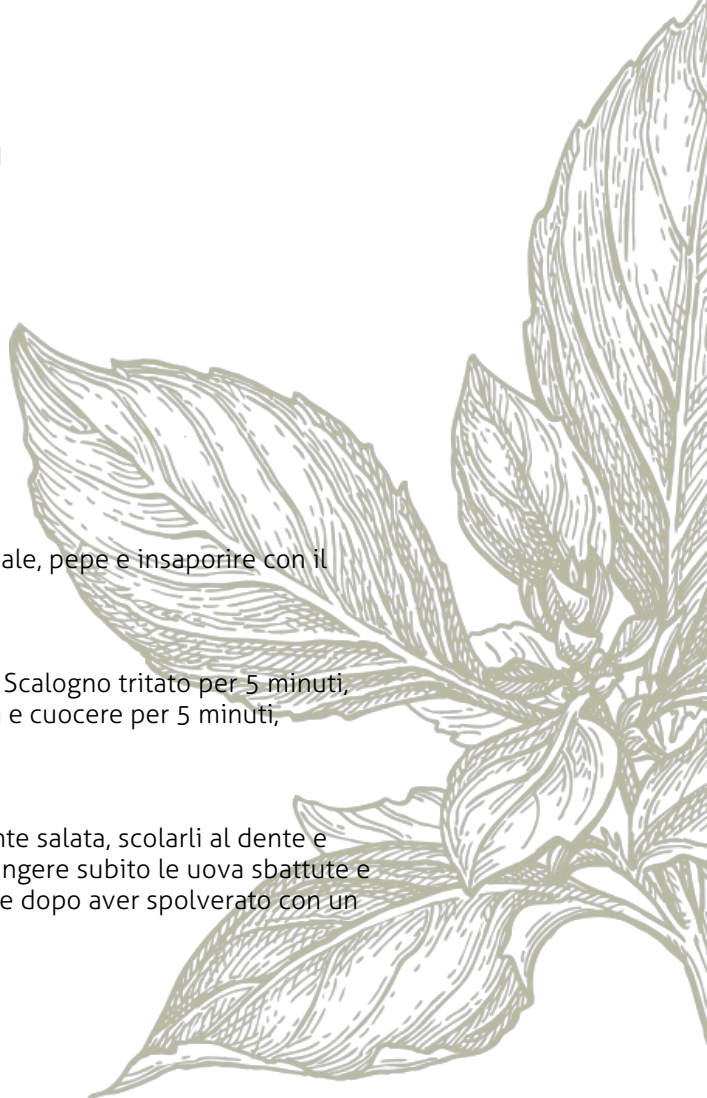 ale, pepe e insaporire con il
Scalogno tritato per 5 minuti,
e cuocere per 5 minuti,
nte salata, scolarli al dente e
ngere subito le uova sbattute e
e dopo aver spolverato con un